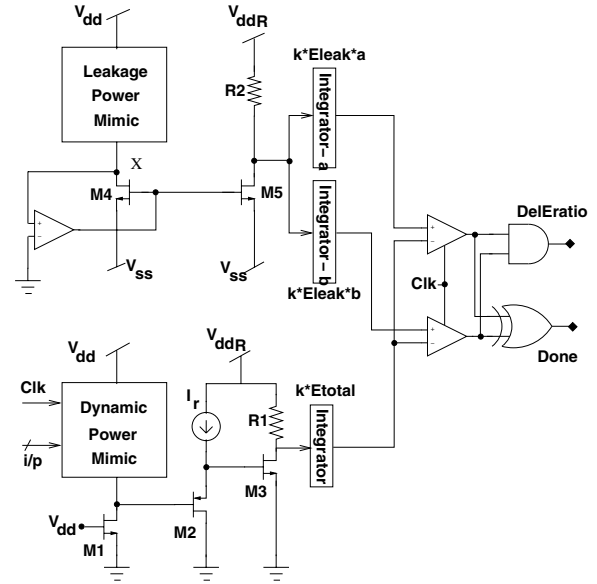 Vdd
VddR
k*Eleak*a
Leakage
Power
Mimic
R2
Integrator-a
X
M4
M5
+
−
Vss
Vss
Integrator-b
k*Eleak*b
+
−
DelEratio
Clk
+
−
Done
Vdd
VddR
Clk
Dynamic
Power
Mimic
i/p
Ir
R1
k*Etotal
Integrator
M3
Vdd
M1
M2